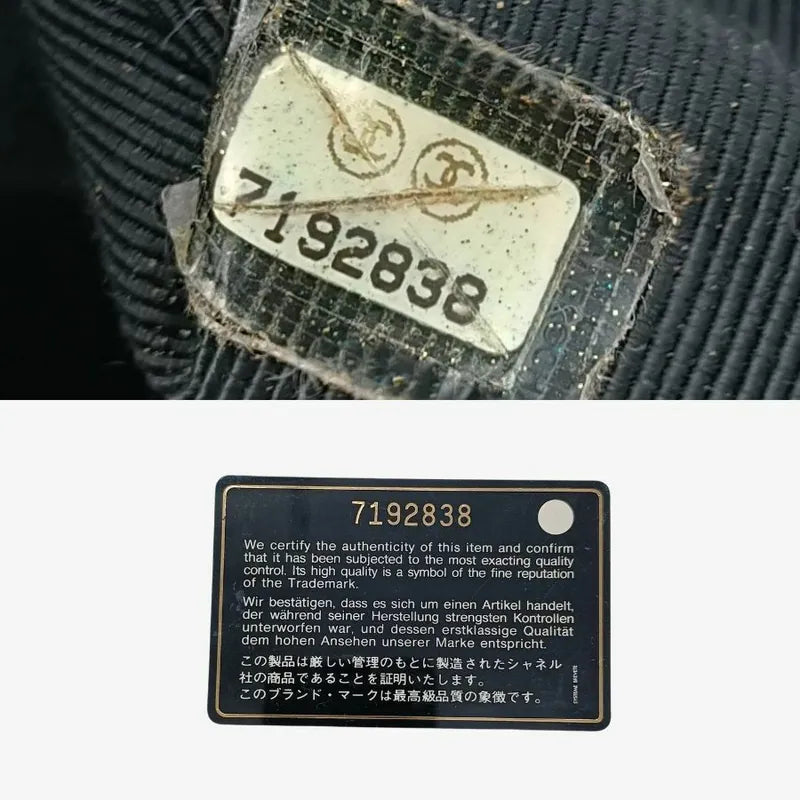 7192838
7192838
We certify the authenticity of this item and confirm
that it has been subjected to the most exacting quality
control. Its high quality is a symbol of the fine reputation
of the Trademark.
Wir bestätigen, dass es sich um einen Artikel handelt,
der während seiner Herstellung strengsten Kontrollen
unterworfen war, und dessen erstklassige Qualität
dem hohen Ansehen unserer Marke entspricht.
この製品は厳しい管理のもとに製造されたシャネル
社の商品であることを証明いたします。
このブランド・マークは最高級品質の象徴です。